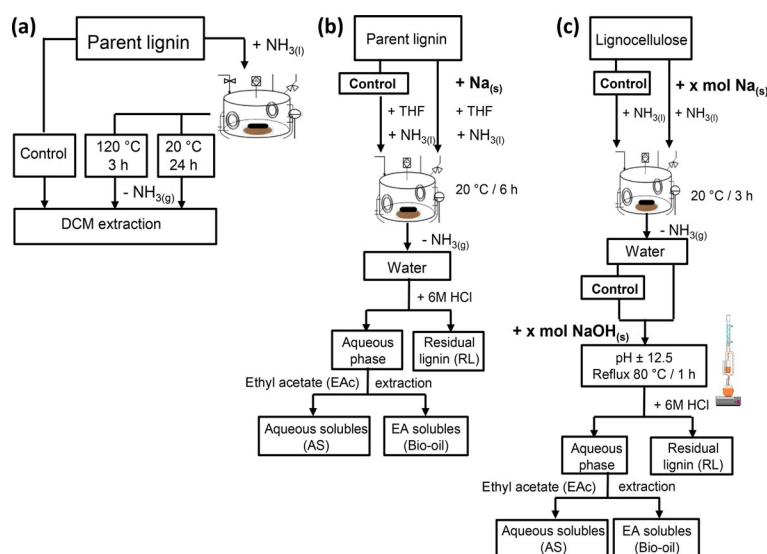 (a)
Parent lignin
+ NH3(l)
Control
120 °C
3 h
20 °C
24 h
- NH3(g)
DCM extraction
(b)
Parent lignin
Control
+ Na(s)
+ THF
+ NH3(l)
+ THF
+ NH3(l)
20 °C / 6 h
- NH3(g)
Water
+ 6M HCl
Aqueous
phase
Residual
lignin (RL)
Ethyl acetate (EAc) extraction
Aqueous solubles
(AS)
EA solubles
(Bio-oil)
(c)
Lignocellulose
Control
+ x mol Na(s)
+ NH3(l)
+ NH3(l)
20 °C / 3 h
- NH3(g)
Water
Control
+ x mol NaOH(s)
pH ± 12.5
Reflux 80 °C / 1 h
+ 6M HCl
Aqueous
phase
Residual
lignin (RL)
Ethyl acetate (EAc) extraction
Aqueous solubles
(AS)
EA solubles
(Bio-oil)